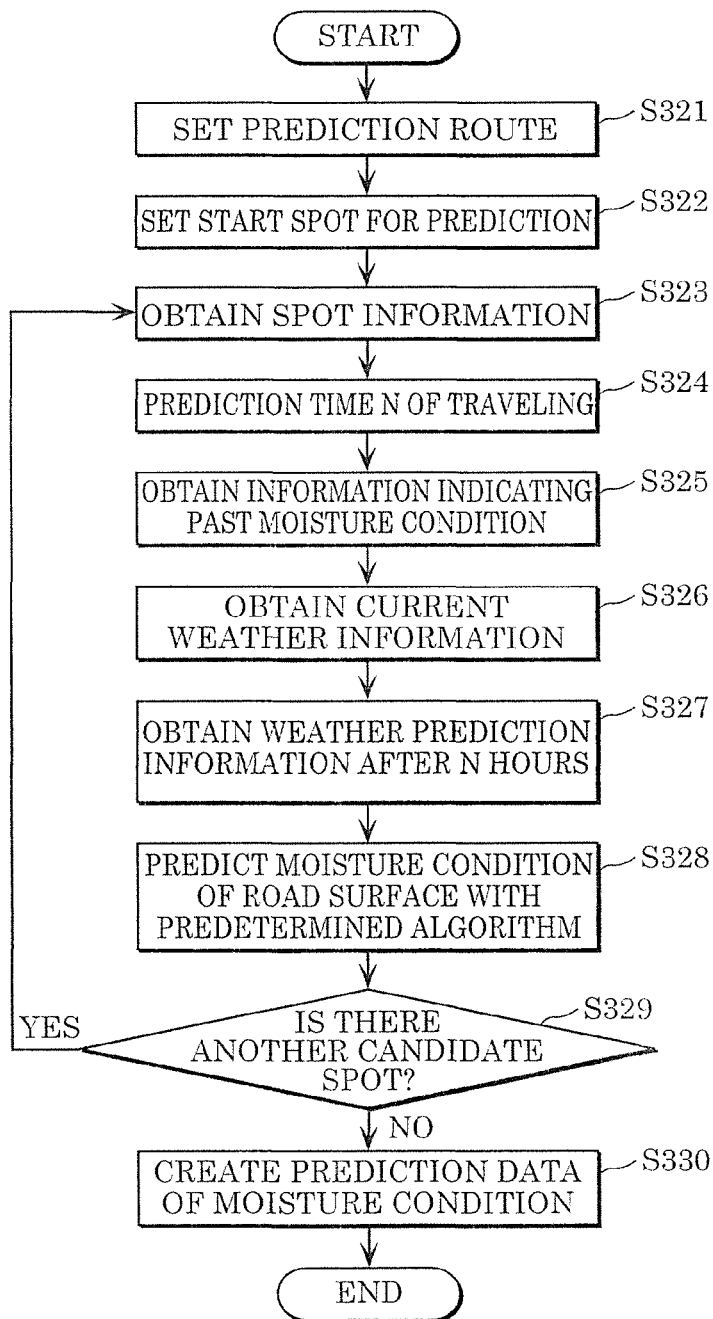 START
SET PREDICTION ROUTE
S321
SET START SPOT FOR PREDICTION
S322
OBTAIN SPOT INFORMATION
S323
PREDICTION TIME N OF TRAVELING
S324
OBTAIN INFORMATION INDICATING
PAST MOISTURE CONDITION
S325
OBTAIN CURRENT
WEATHER INFORMATION
S326
OBTAIN WEATHER PREDICTION
INFORMATION AFTER N HOURS
S327
PREDICT MOISTURE CONDITION
OF ROAD SURFACE WITH
PREDETERMINED ALGORITHM
S328
IS THERE
ANOTHER CANDIDATE
SPOT?
S329
YES
NO
CREATE PREDICTION DATA
OF MOISTURE CONDITION
S330
END